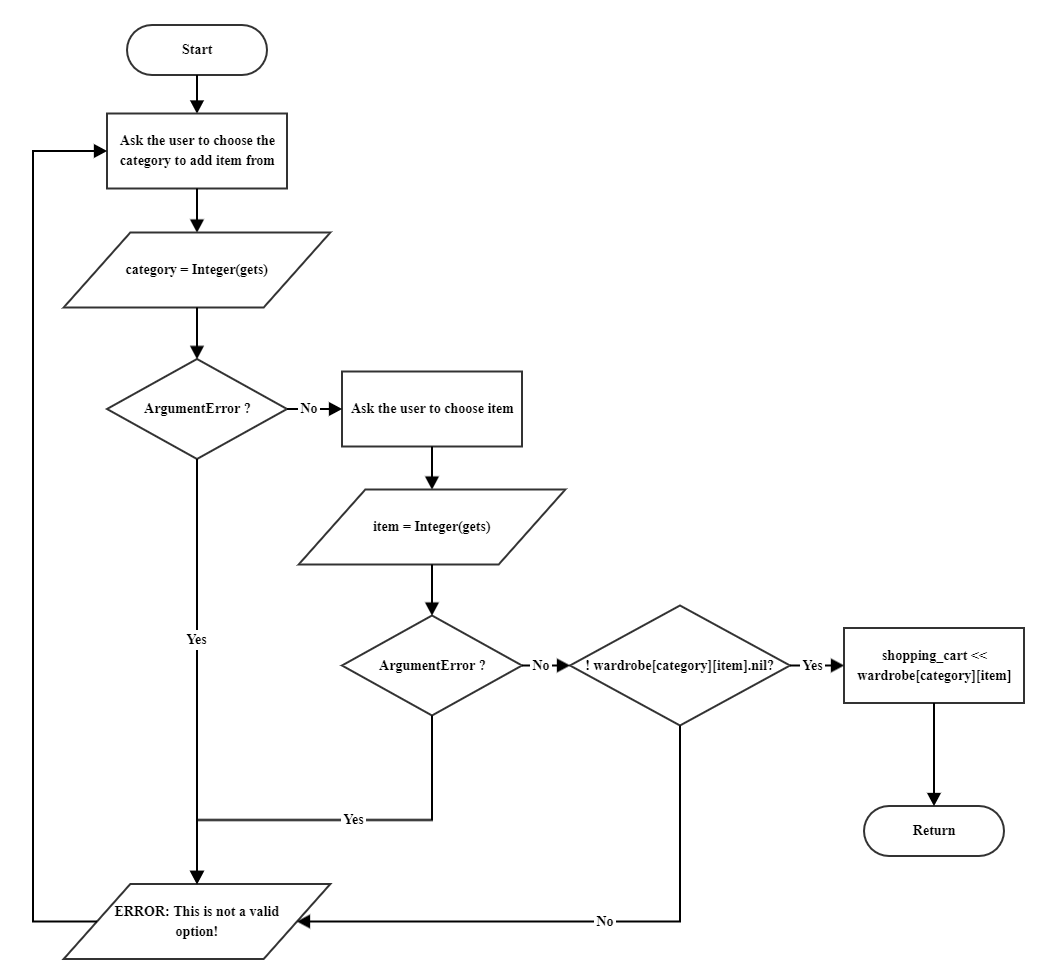 Start
Ask the user to choose the
category to add item from
category = Integer(gets)
ArgumentError ?
No
Ask the user to choose item
item = Integer(gets)
Yes
ArgumentError ?
No
! wardrobe[category][item].nil?
Yes
shopping_cart <<
wardrobe[category][item]
Yes
Return
ERROR: This is not a valid
option!
No